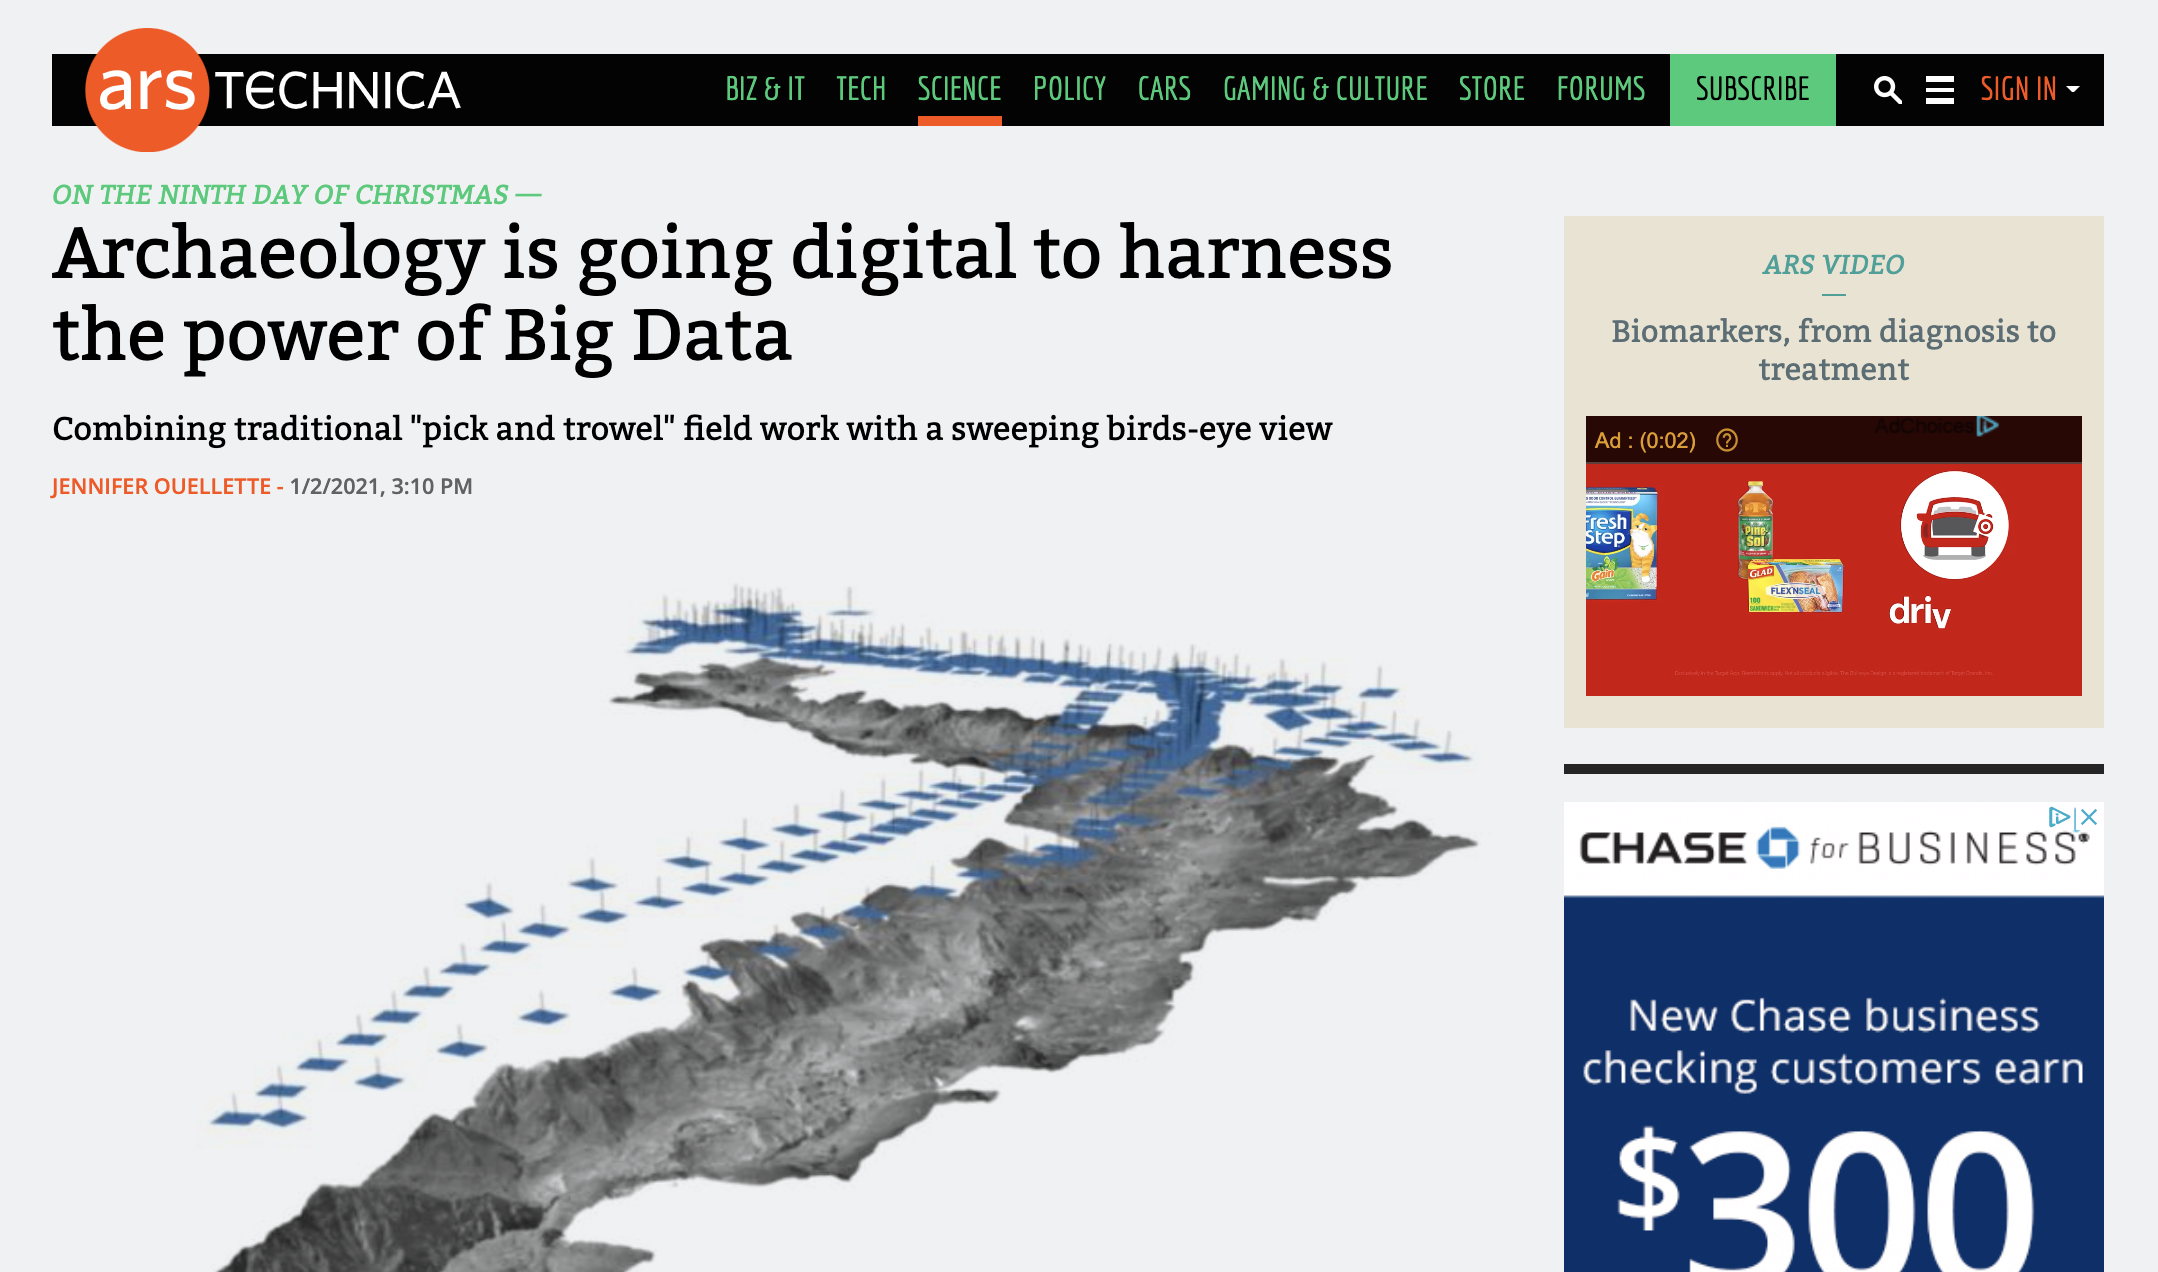 ars TECHNICA
BIZ & IT TECH SCIENCE POLICY CARS GAMING & CULTURE STORE FORUMS SUBSCRIBE SIGN IN
ON THE NINTH DAY OF CHRISTMAS —
Archaeology is going digital to harness
the power of Big Data
Combining traditional "pick and trowel" field work with a sweeping birds-eye view
JENNIFER OUELLETTE - 1/2/2021, 3:10 PM
ARS VIDEO
Biomarkers, from diagnosis to
treatment
Ad : (0:02)
AdChoices
Fresh
Step
Gain
Pine
Sol
GLAD
FLEX'N SEAL
100
driv
CHASE for BUSINESS®
New Chase business
checking customers earn
$300